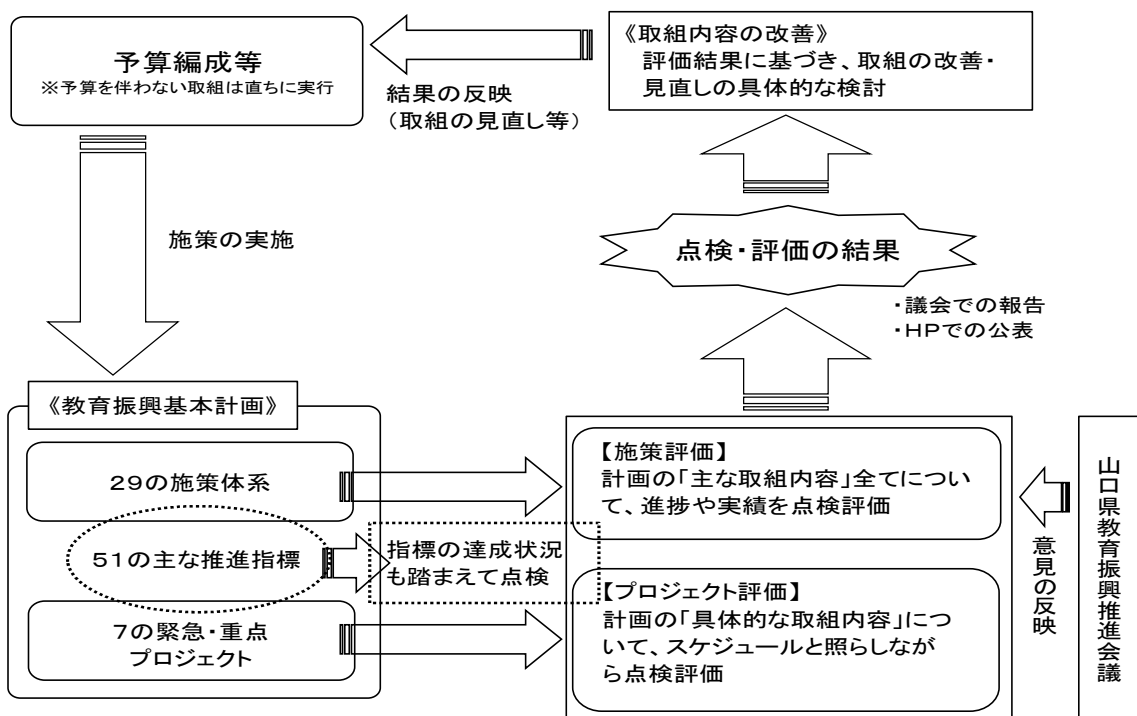 予算編成等
※予算を伴わない取組は直ちに実行
結果の反映
（取組の見直し等）
《取組内容の改善》
評価結果に基づき、取組の改善・
見直しの具体的な検討
施策の実施
点検・評価の結果
・議会での報告
・HPでの公表
《教育振興基本計画》
29の施策体系
51の主な推進指標
7の緊急・重点
プロジェクト
指標の達成状況
も踏まえて点検
【施策評価】
計画の「主な取組内容」全てについ
て、進捗や実績を点検評価
【プロジェクト評価】
計画の「具体的な取組内容」につ
いて、スケジュールと照らしなが
ら点検評価
意見の反映
山口県教育振興推進会議